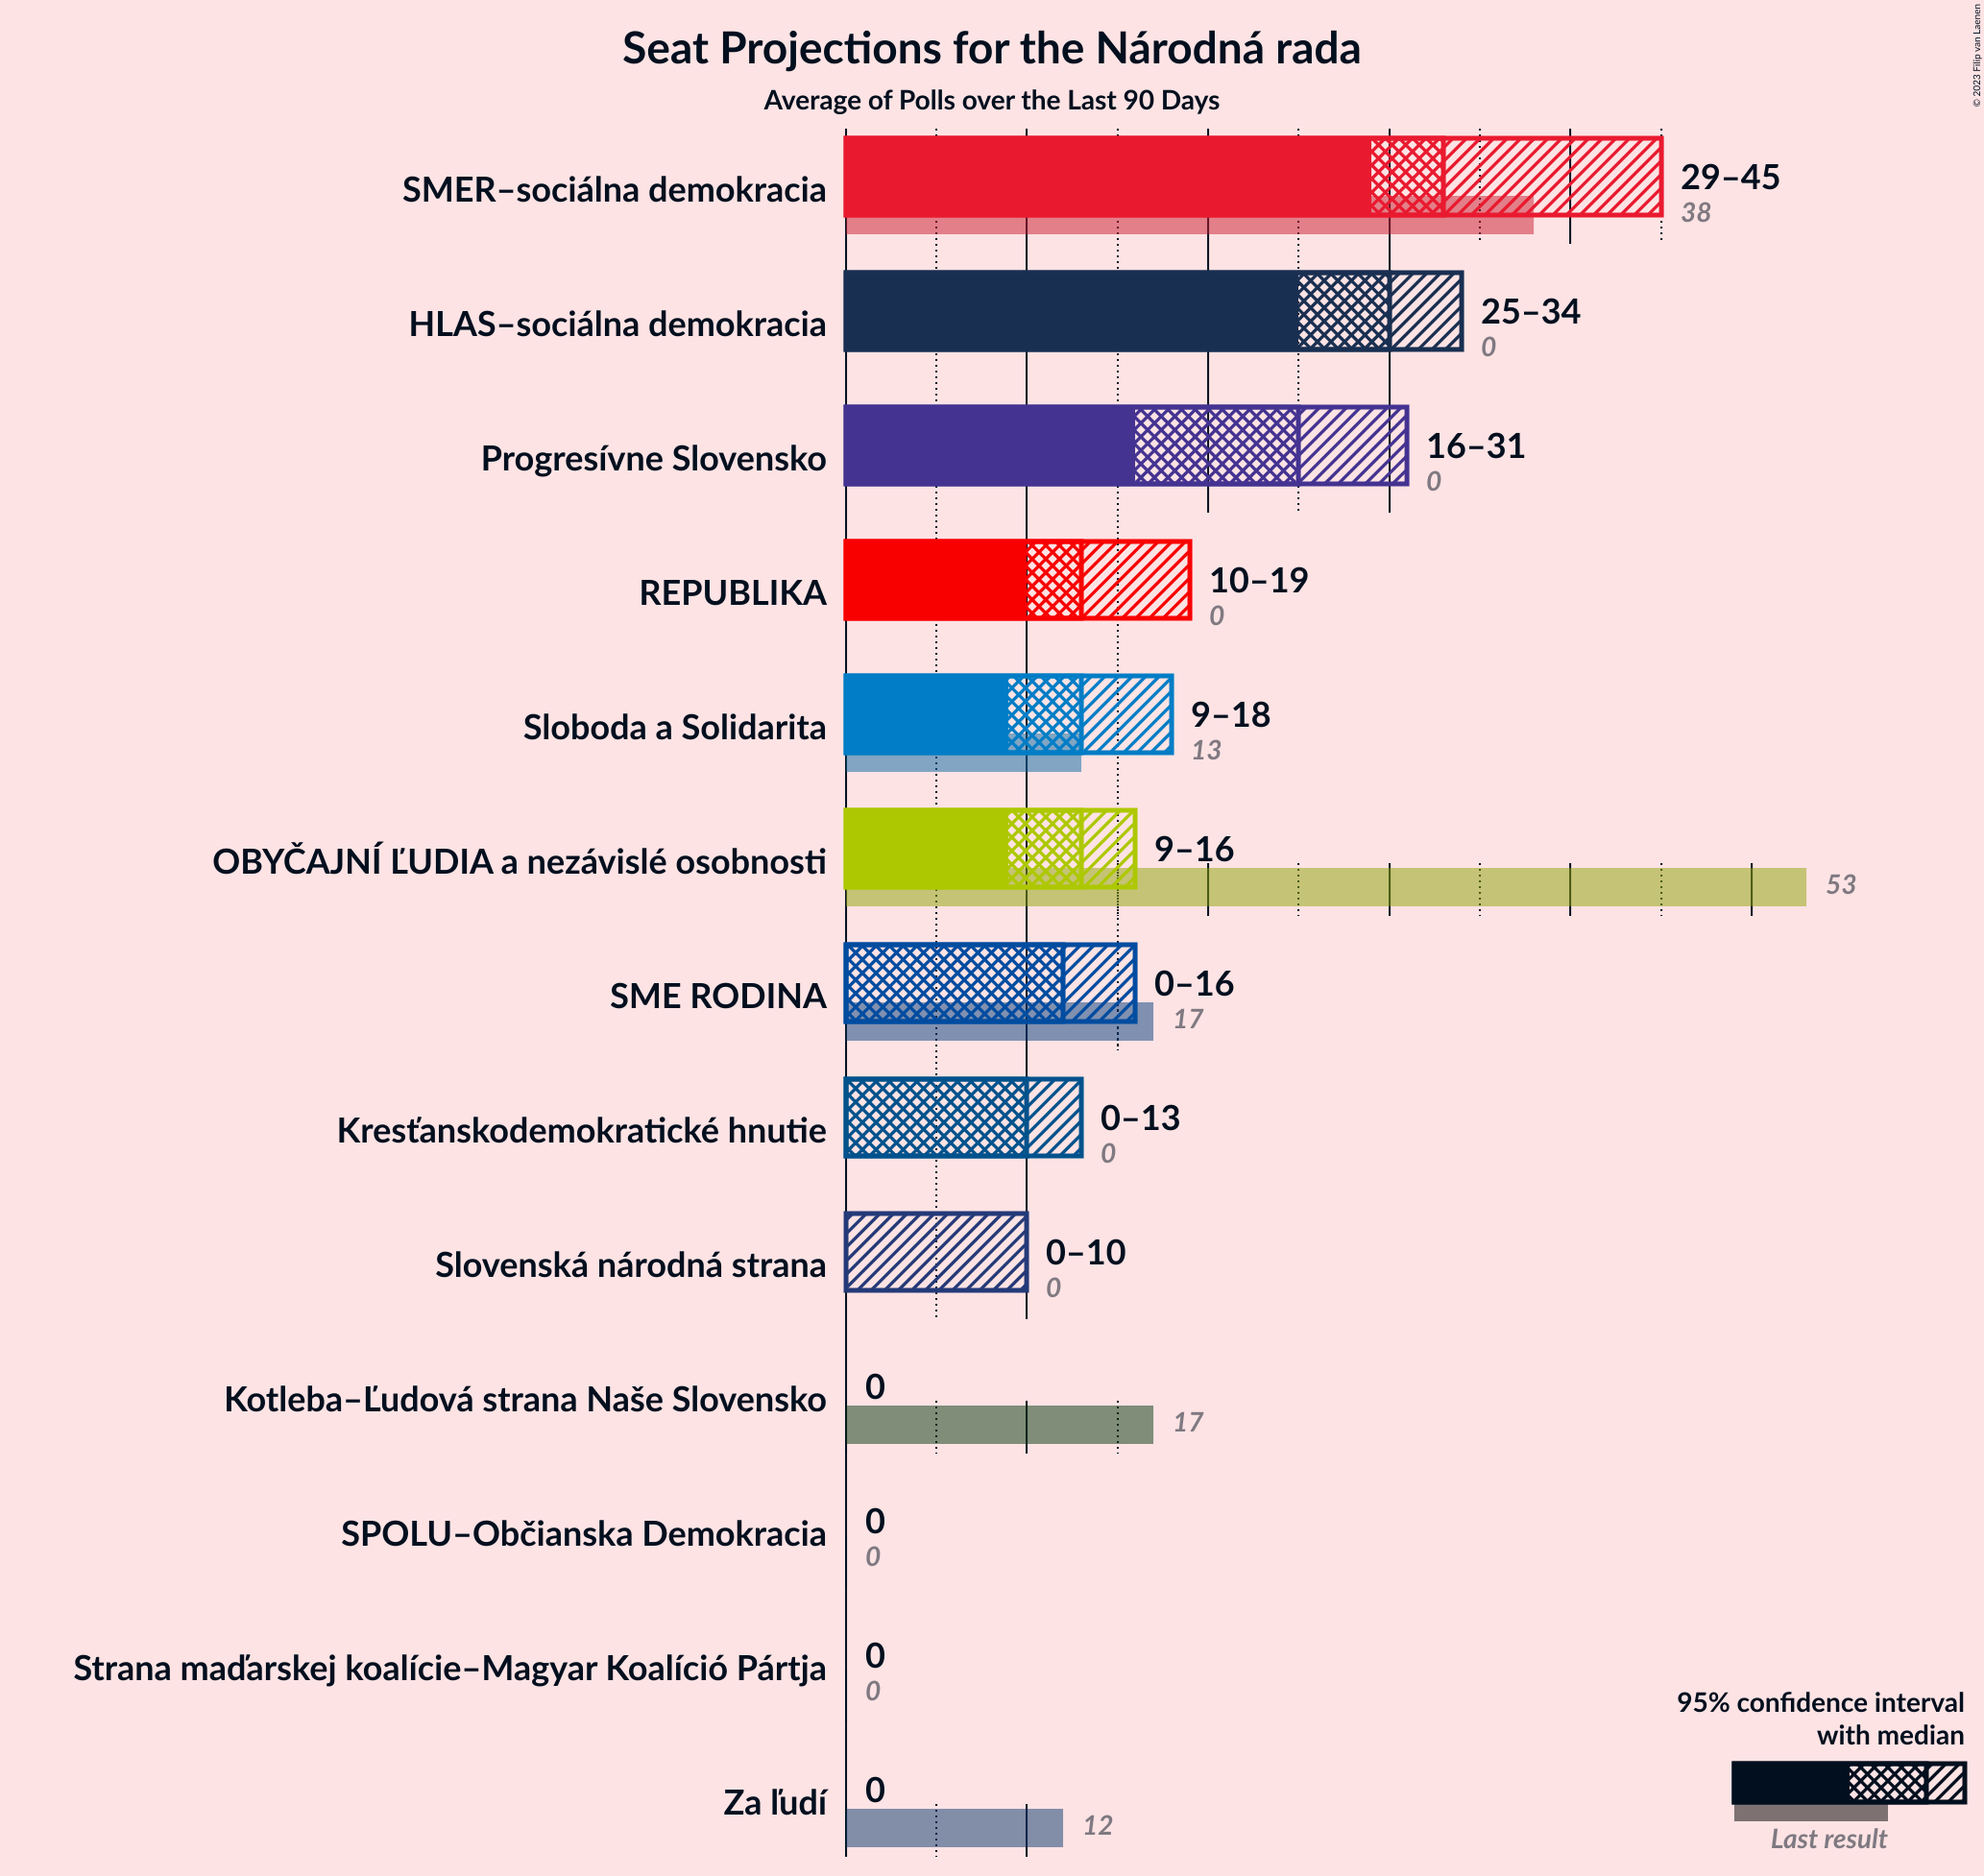 Seat Projections for the Národná rada
Average of Polls over the Last 90 Days
© 2023 Filip van Laenen
SMER–sociálna demokracia
29–45
38
HLAS–sociálna demokracia
25–34
0
Progresívne Slovensko
16–31
0
REPUBLIKA
10–19
0
Sloboda a Solidarita
9–18
13
OBYČAJNÍ ĽUDIA a nezávislé osobnosti
9–16
53
SME RODINA
0–16
17
Kresťanskodemokratické hnutie
0–13
0
Slovenská národná strana
0–10
0
Kotleba–Ľudová strana Naše Slovensko
0
17
SPOLU–Občianska Demokracia
0
0
Strana maďarskej koalície–Magyar Koalíció Pártja
0
0
Za ľudí
0
12
95% confidence interval
with median
Last result